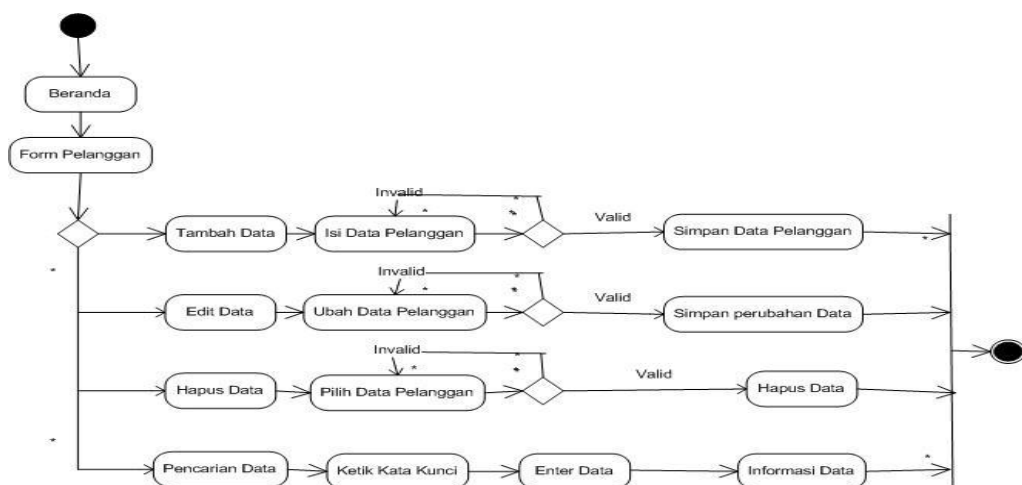 Beranda
Form Pelanggan
Invalid
Tambah Data
Isi Data Pelanggan
Valid
Simpan Data Pelanggan
Invalid
Edit Data
Ubah Data Pelanggan
Valid
Simpan perubahan Data
Invalid
Hapus Data
Pilih Data Pelanggan
Valid
Hapus Data
Pencarian Data
Ketik Kata Kunci
Enter Data
Informasi Data